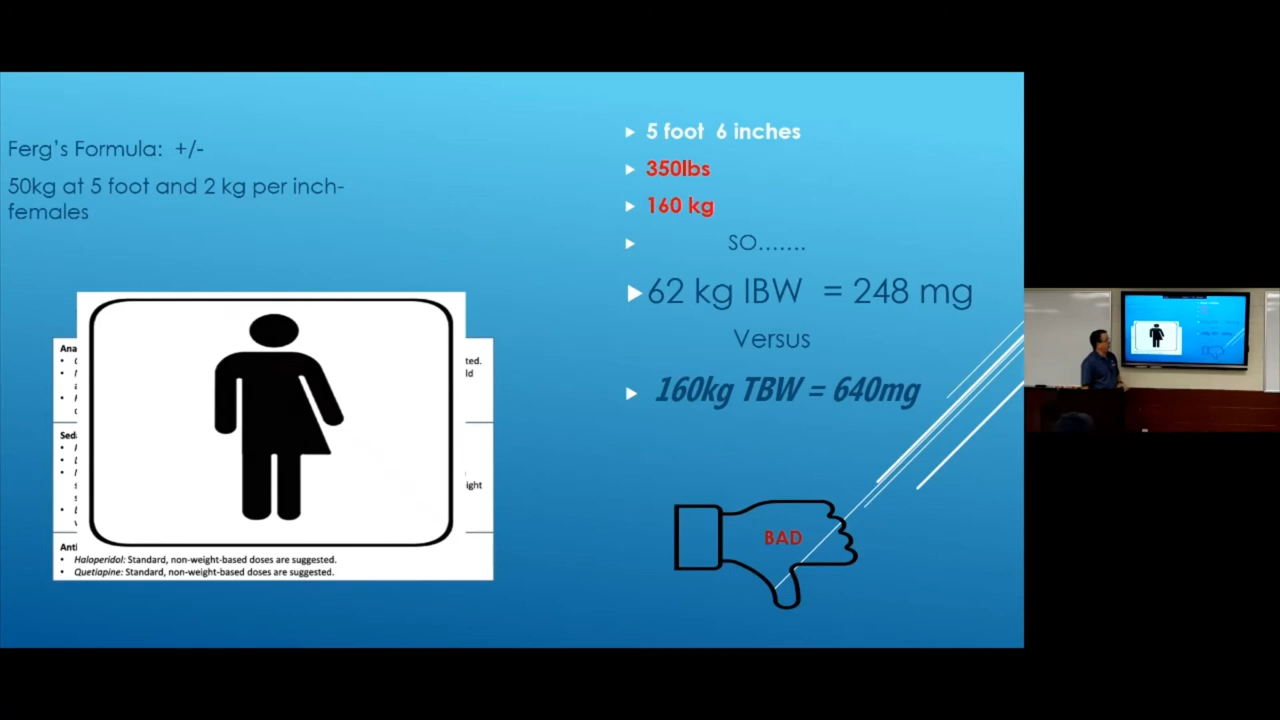 Ferg's Formula: +/-
50kg at 5 foot and 2 kg per inch-
females
5 foot 6 inches
350lbs
160 kg
SO.......
62 kg IBW = 248 mg
Versus
160kg TBW = 640mg
BAD
Haloperidol: Standard, non-weight-based doses are suggested.
Quetiapine: Standard, non-weight-based doses are suggested.